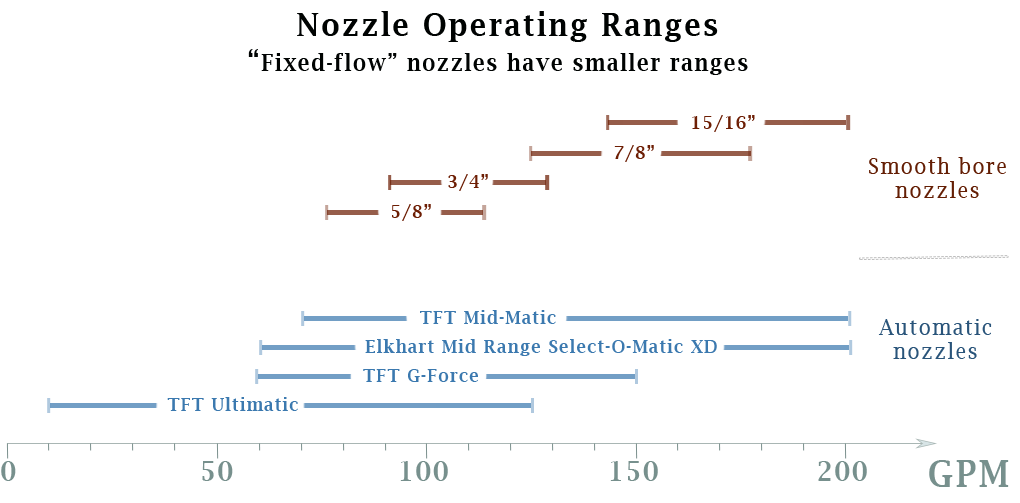 Nozzle Operating Ranges
“Fixed-flow” nozzles have smaller ranges
15/16”
7/8”
3/4”
5/8”
Smooth bore
nozzles
TFT Mid-Matic
Elkhart Mid Range Select-O-Matic XD
TFT G-Force
TFT Ultimatic
Automatic
nozzles
0 50 100 150 200 GPM